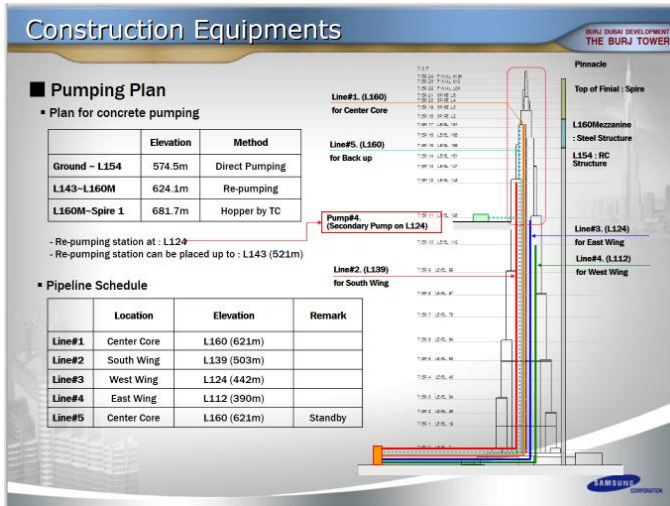 Construction Equipments
BURJ DUBAI DEVELOPMENT
THE BURJ TOWER
■ Pumping Plan
▪ Plan for concrete pumping
Elevation Method
Ground ~ L154 574.5m Direct Pumping
L143~L160M 624.1m Re-pumping
L160M~Spire 1 681.7m Hopper by TC
- Re-pumping station at : L124
- Re-pumping station can be placed up to : L143 (521m)
▪ Pipeline Schedule
Location Elevation Remark
Line#1 Center Core L160 (621m)
Line#2 South Wing L139 (503m)
Line#3 West Wing L124 (442m)
Line#4 East Wing L112 (390m)
Line#5 Center Core L160 (621m) Standby
Line#1. (L160)
for Center Core
Line#5. (L160)
for Back up
Pump#4.
(Secondary Pump on L124)
Line#2. (L139)
for South Wing
Pinnacle
Top of Finial : Spire
L160Mezzanine
: Steel Structure
L154 : RC
Structure
Line#3. (L124)
for East Wing
Line#4. (L112)
for West Wing
SAMSUNG
CORPORATION